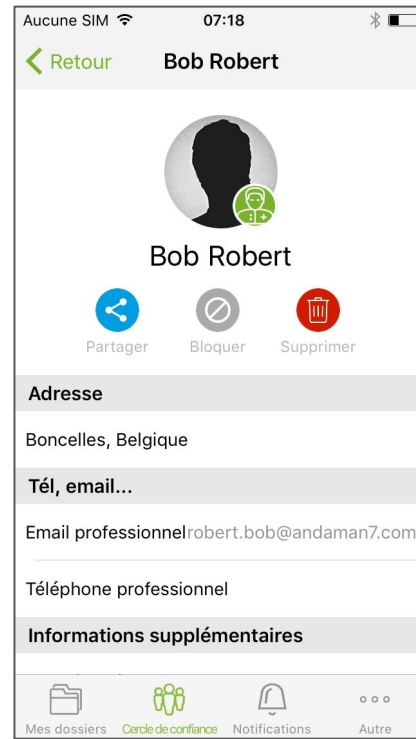 Aucune SIM 07:18
Retour Bob Robert
Bob Robert
Partager Bloquer Supprimer
Adresse
Boncelles, Belgique
Tél, email...
Email professionnel robert.bob@andaman7.com
Téléphone professionnel
Informations supplémentaires
Mes dossiers Cercle de confiance Notifications Autre